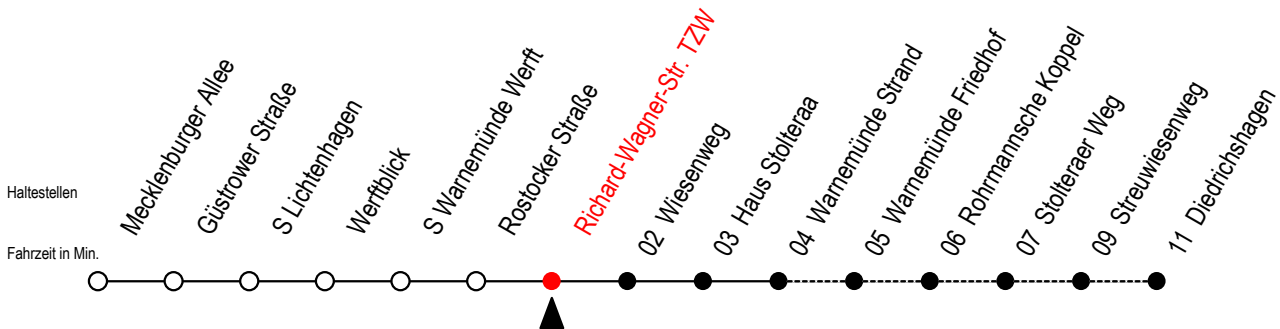 Haltestellen
Fahrzeit in Min.
Mecklenburger Allee
Güstrower Straße
S Lichtenhagen
Werftblick
S Warnemünde Werft
Rostocker Straße
Richard-Wagner-Str. TZW
02 Wiesenweg
03 Haus Stolteraa
04 Warnemünde Strand
05 Warnemünde Friedhof
06 Rohrmannsche Koppel
07 Stolteraer Weg
09 Streuwiesenweg
11 Diedrichshagen